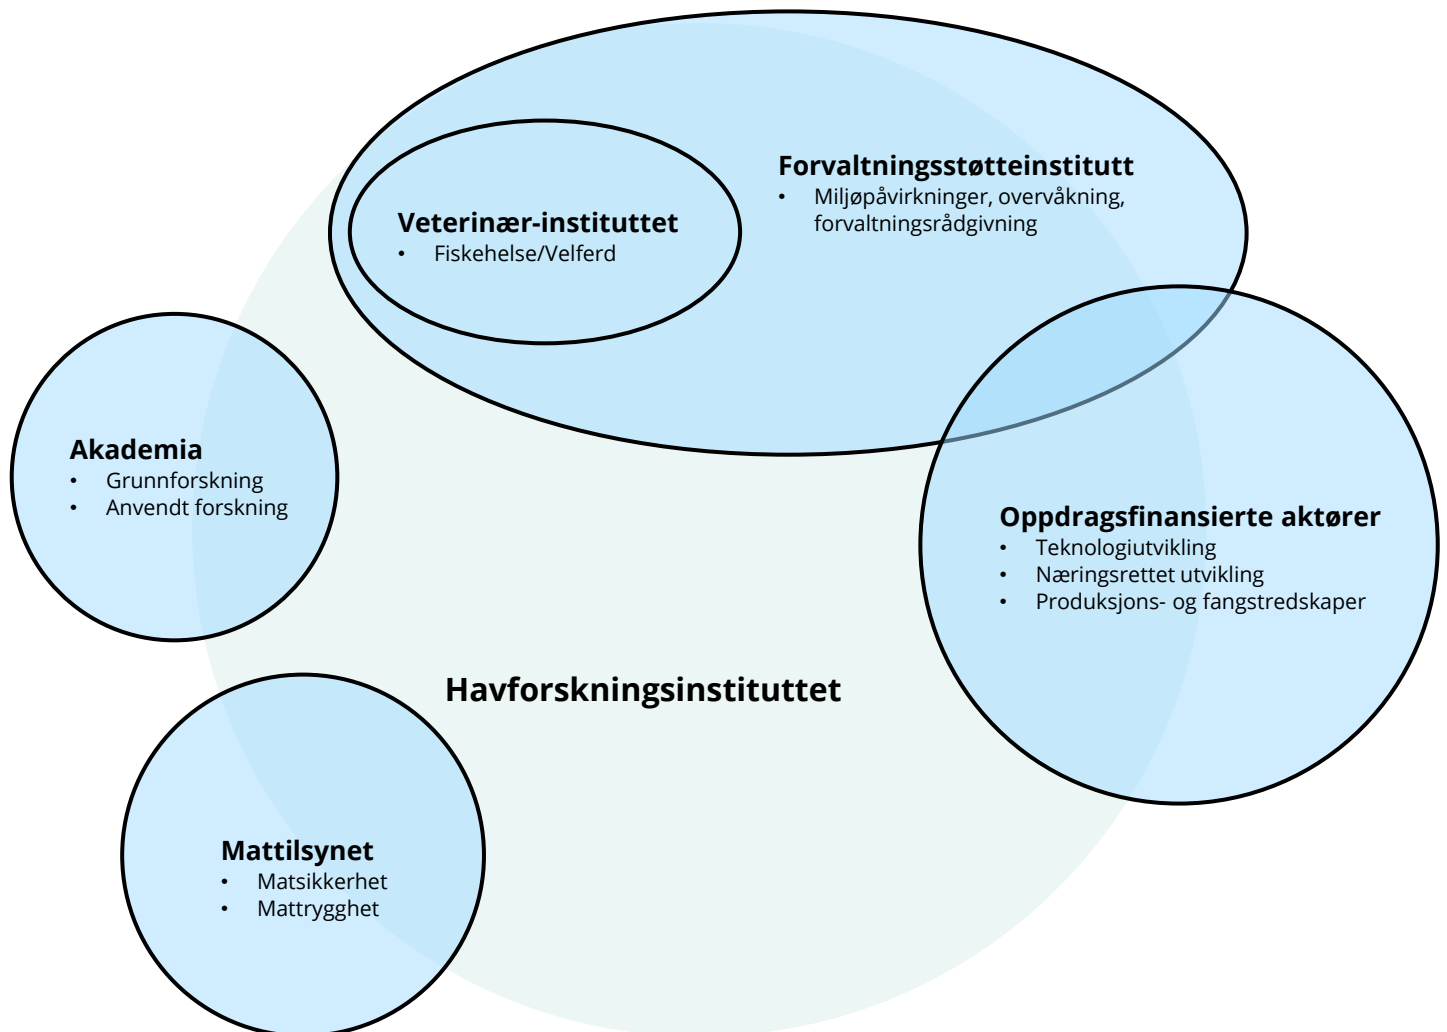 Forvaltningsstøtteinstitutt
• Miljøpåvirkninger, overvåkning,
forvaltningsrådgivning
Veterinær-instituttet
• Fiskehelse/Velferd
Akademia
• Grunnforskning
• Anvendt forskning
Oppdragsfinansierte aktører
• Teknologiutvikling
• Næringsrettet utvikling
• Produksjons- og fangstredskaper
Havforskningsinstituttet
Mattilsynet
• Matsikkerhet
• Mattrygghet